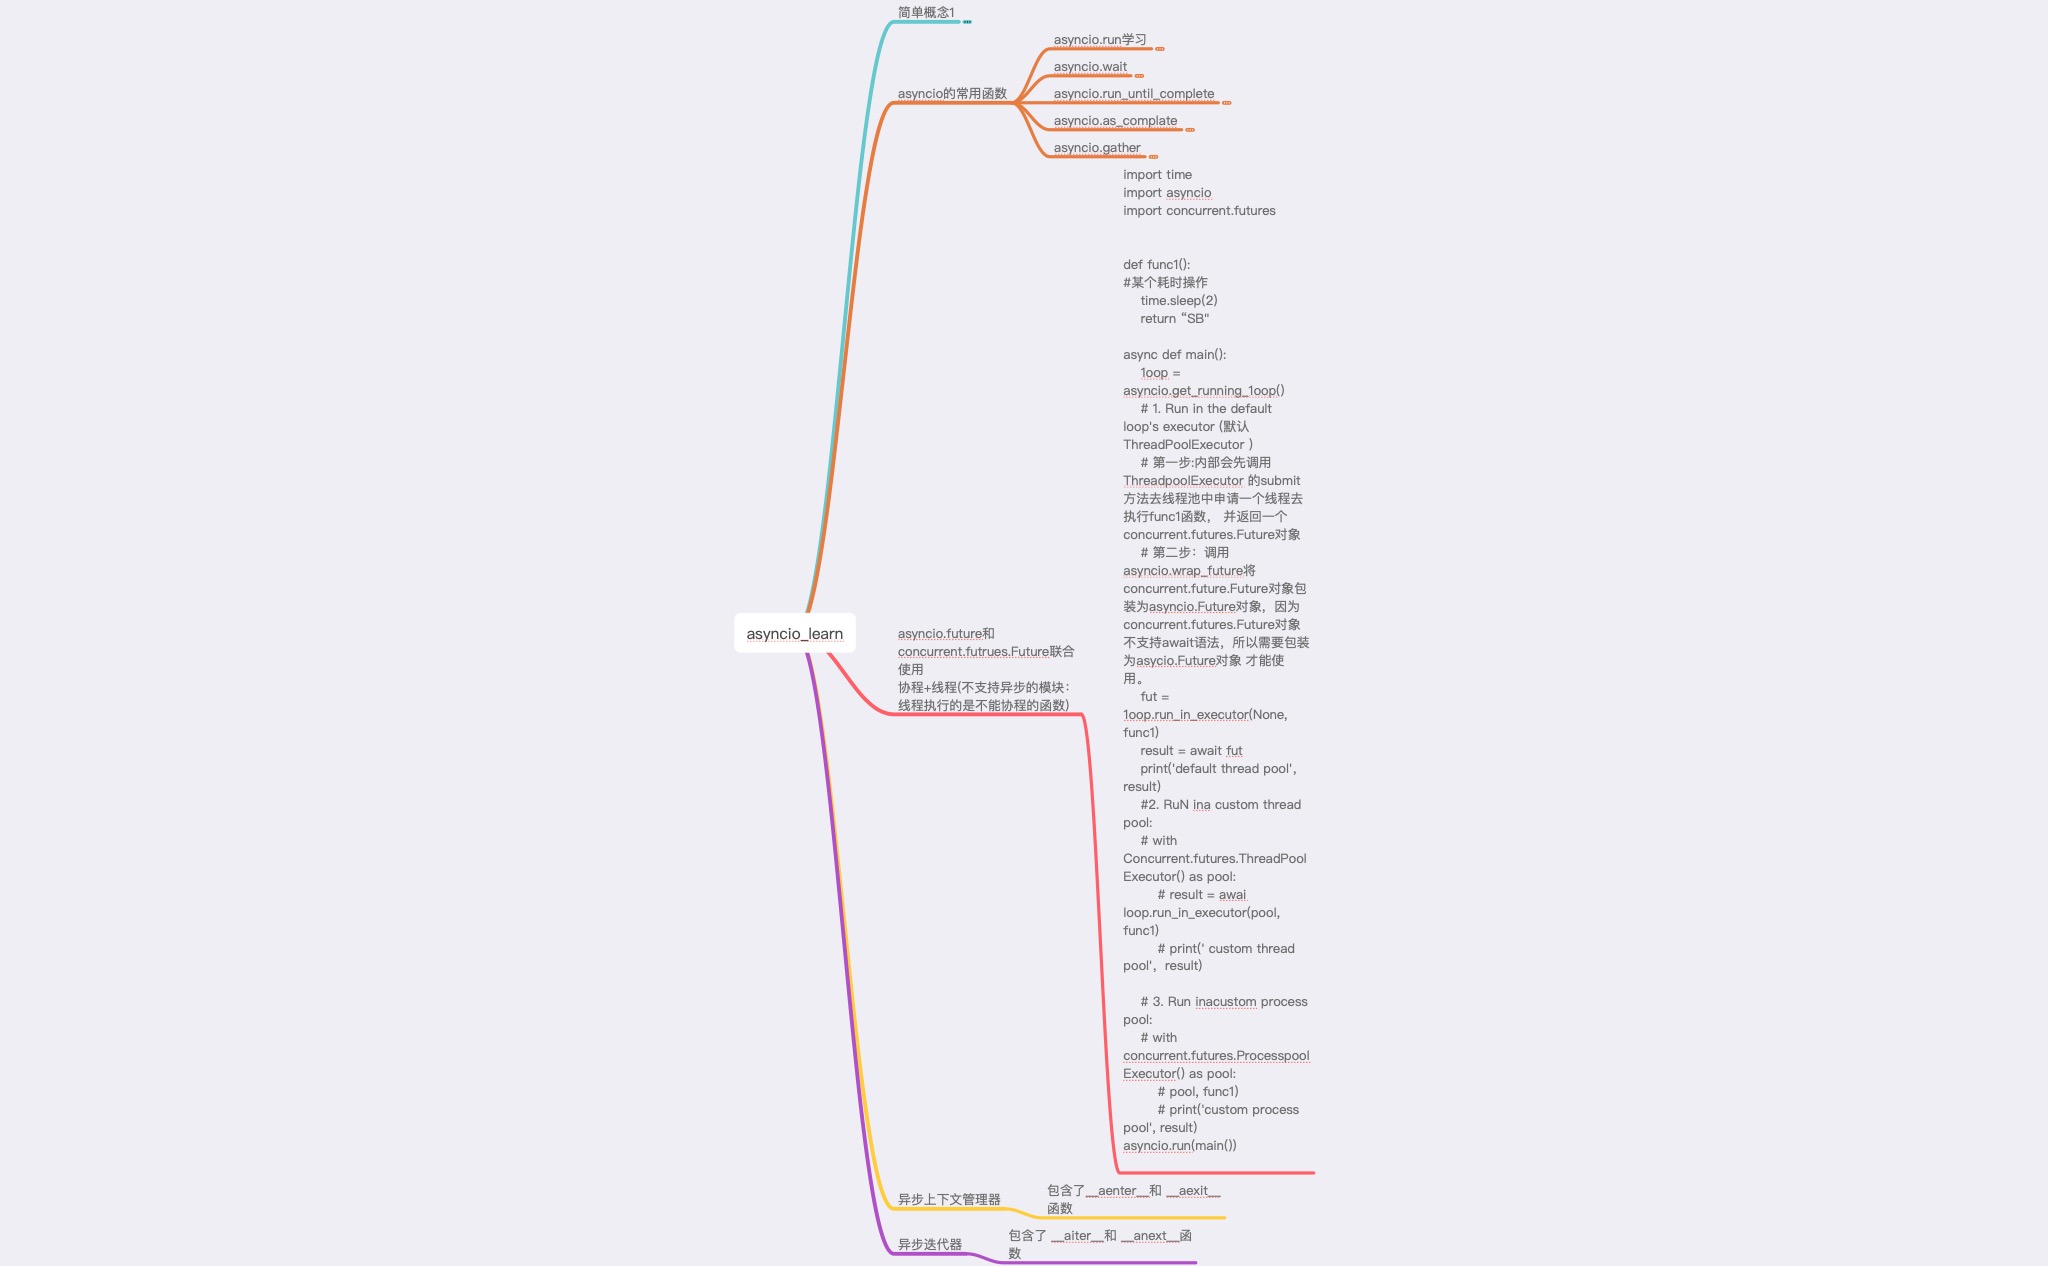 简单概念1
asyncio的常用函数
asyncio.run学习
asyncio.wait
asyncio.run_until_complete
asyncio.as_complate
asyncio.gather
asyncio_learn
asyncio.future和
concurrent.futrues.Future联合
使用
协程+线程(不支持异步的模块：
线程执行的是不能协程的函数)
import time
import asyncio
import concurrent.futures
def func1():
#某个耗时操作
time.sleep(2)
return “SB"
async def main():
1oop =
asyncio.get_running_1oop()
# 1. Run in the default
loop's executor (默认
ThreadPoolExecutor )
# 第一步:内部会先调用
ThreadpoolExecutor 的submit
方法去线程池中申请一个线程去
执行func1函数， 并返回一个
concurrent.futures.Future对象
# 第二步：调用
asyncio.wrap_future将
concurrent.future.Future对象包
装为asyncio.Future对象，因为
concurrent.futures.Future对象
不支持await语法，所以需要包装
为asycio.Future对象 才能使
用。
fut =
1oop.run_in_executor(None,
func1)
result = await fut
print('default thread pool',
result)
#2. RuN ina custom thread
pool:
# with
Concurrent.futures.ThreadPool
Executor() as pool:
# result = awai
loop.run_in_executor(pool,
func1)
# print(' custom thread
pool'，result)
# 3. Run inacustom process
pool:
# with
concurrent.futures.Processpool
Executor() as pool:
# pool, func1)
# print('custom process
pool', result)
asyncio.run(main())
异步上下文管理器
包含了__aenter__和 __aexit__
函数
异步迭代器
包含了 __aiter__和 __anext__函
数